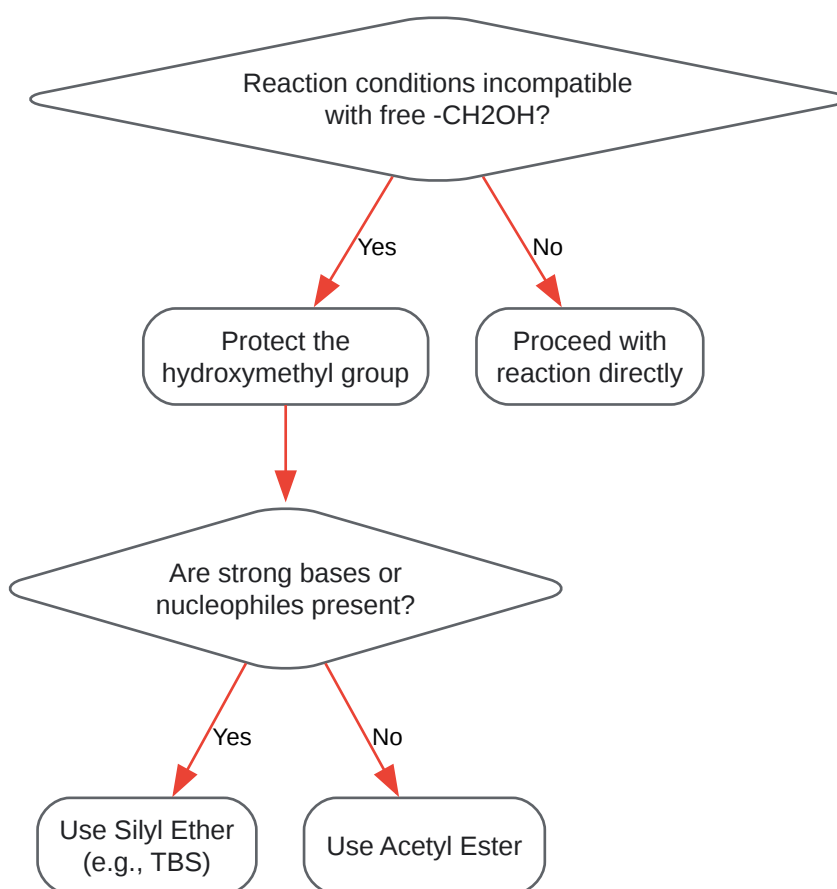 Reaction conditions incompatible
with free -CH2OH?
Yes
No
Protect the
hydroxymethyl group
Proceed with
reaction directly
Are strong bases or
nucleophiles present?
Yes
No
Use Silyl Ether
(e.g., TBS)
Use Acetyl Ester